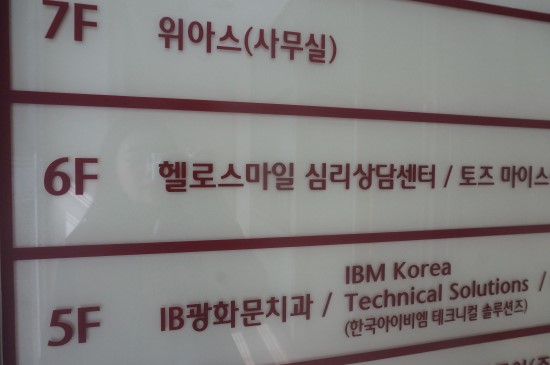 7F 위아스(사무실)
6F 헬로스마일 심리상담센터 / 토즈 마이스
5F IB광화문치과 / IBM Korea
Technical Solutions /
(한국아이비엠 테크니컬 솔루션즈)